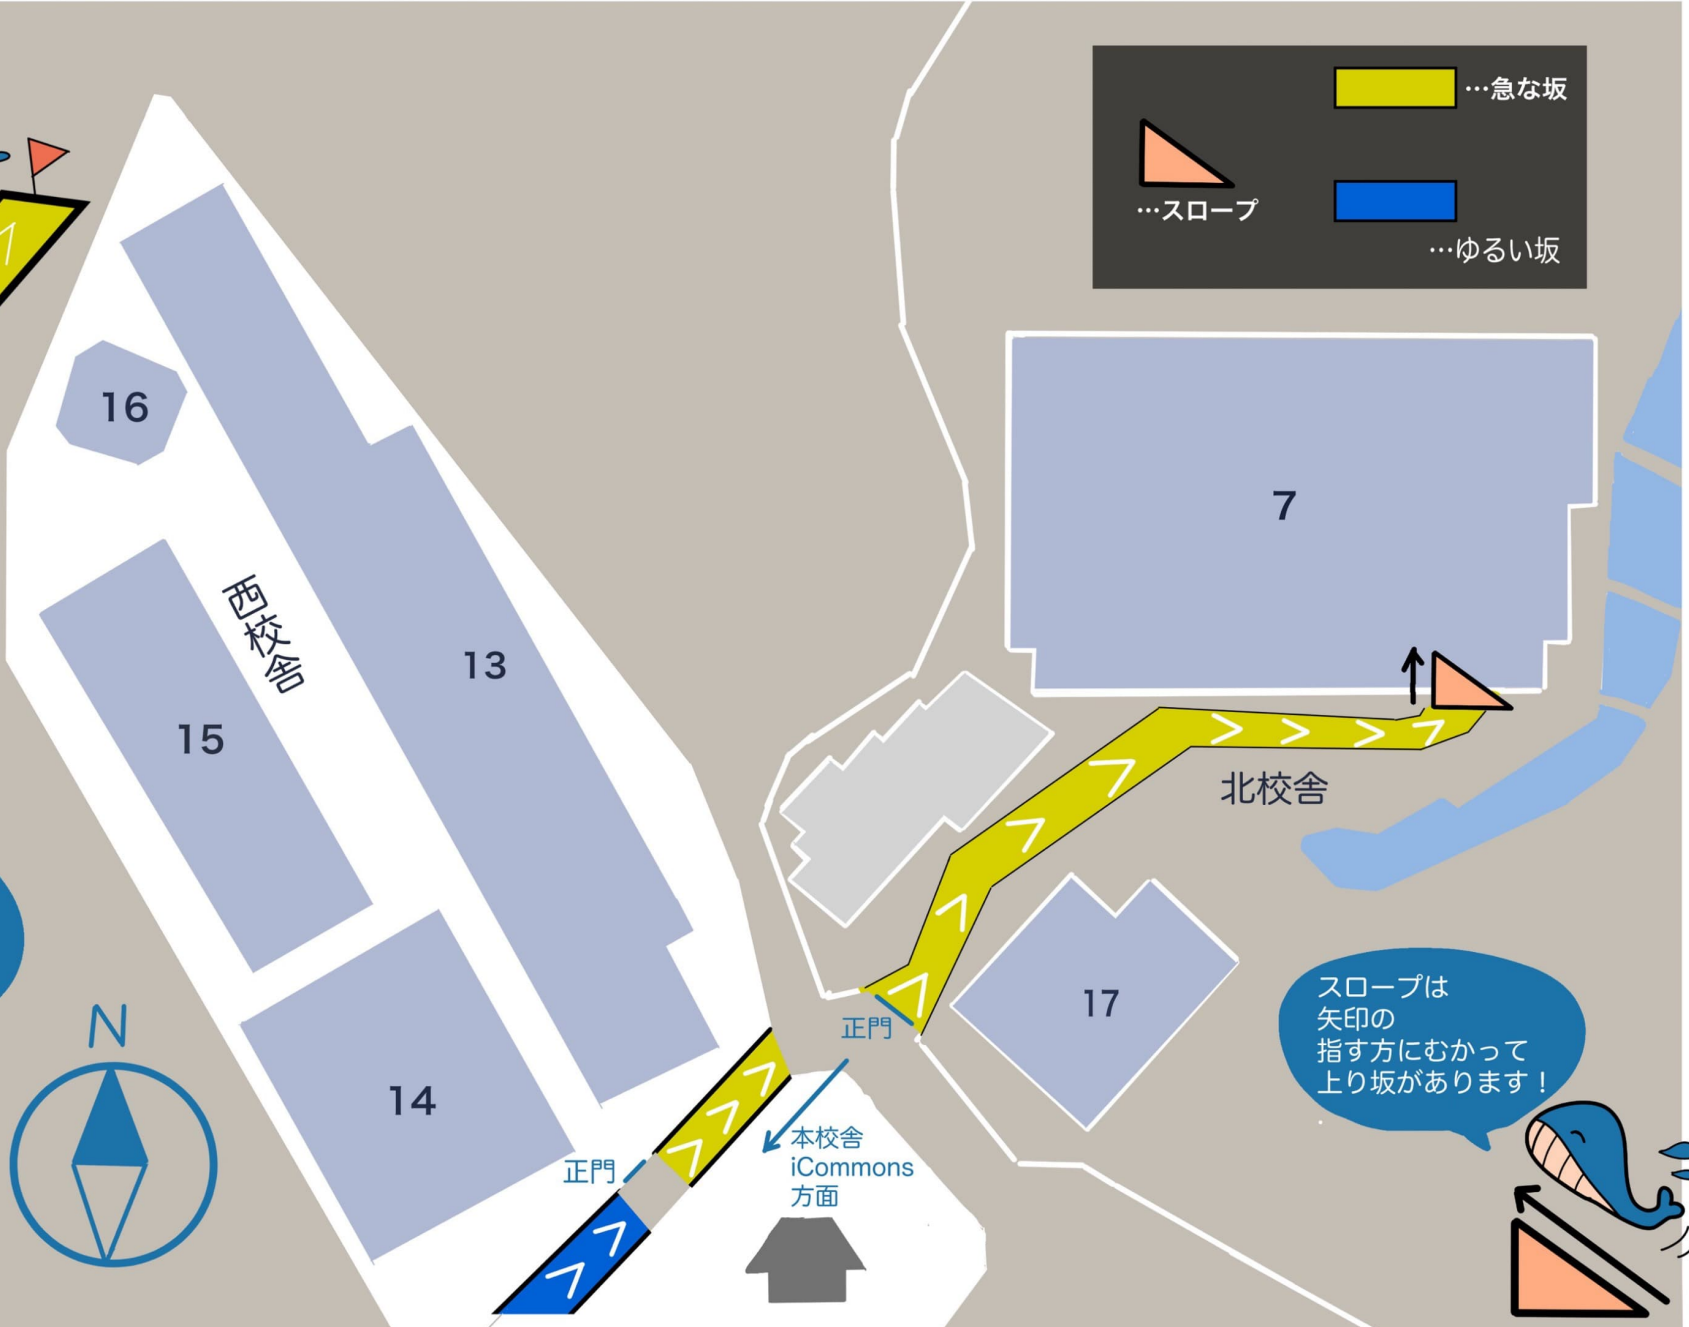 …急な坂
…スロープ
…ゆるい坂
16
7
西校舎
13
15
北校舎
スロープは
矢印の
指す方にむかって
上り坂があります！
17
正門
N
14
本校舎
iCommons
方面
正門